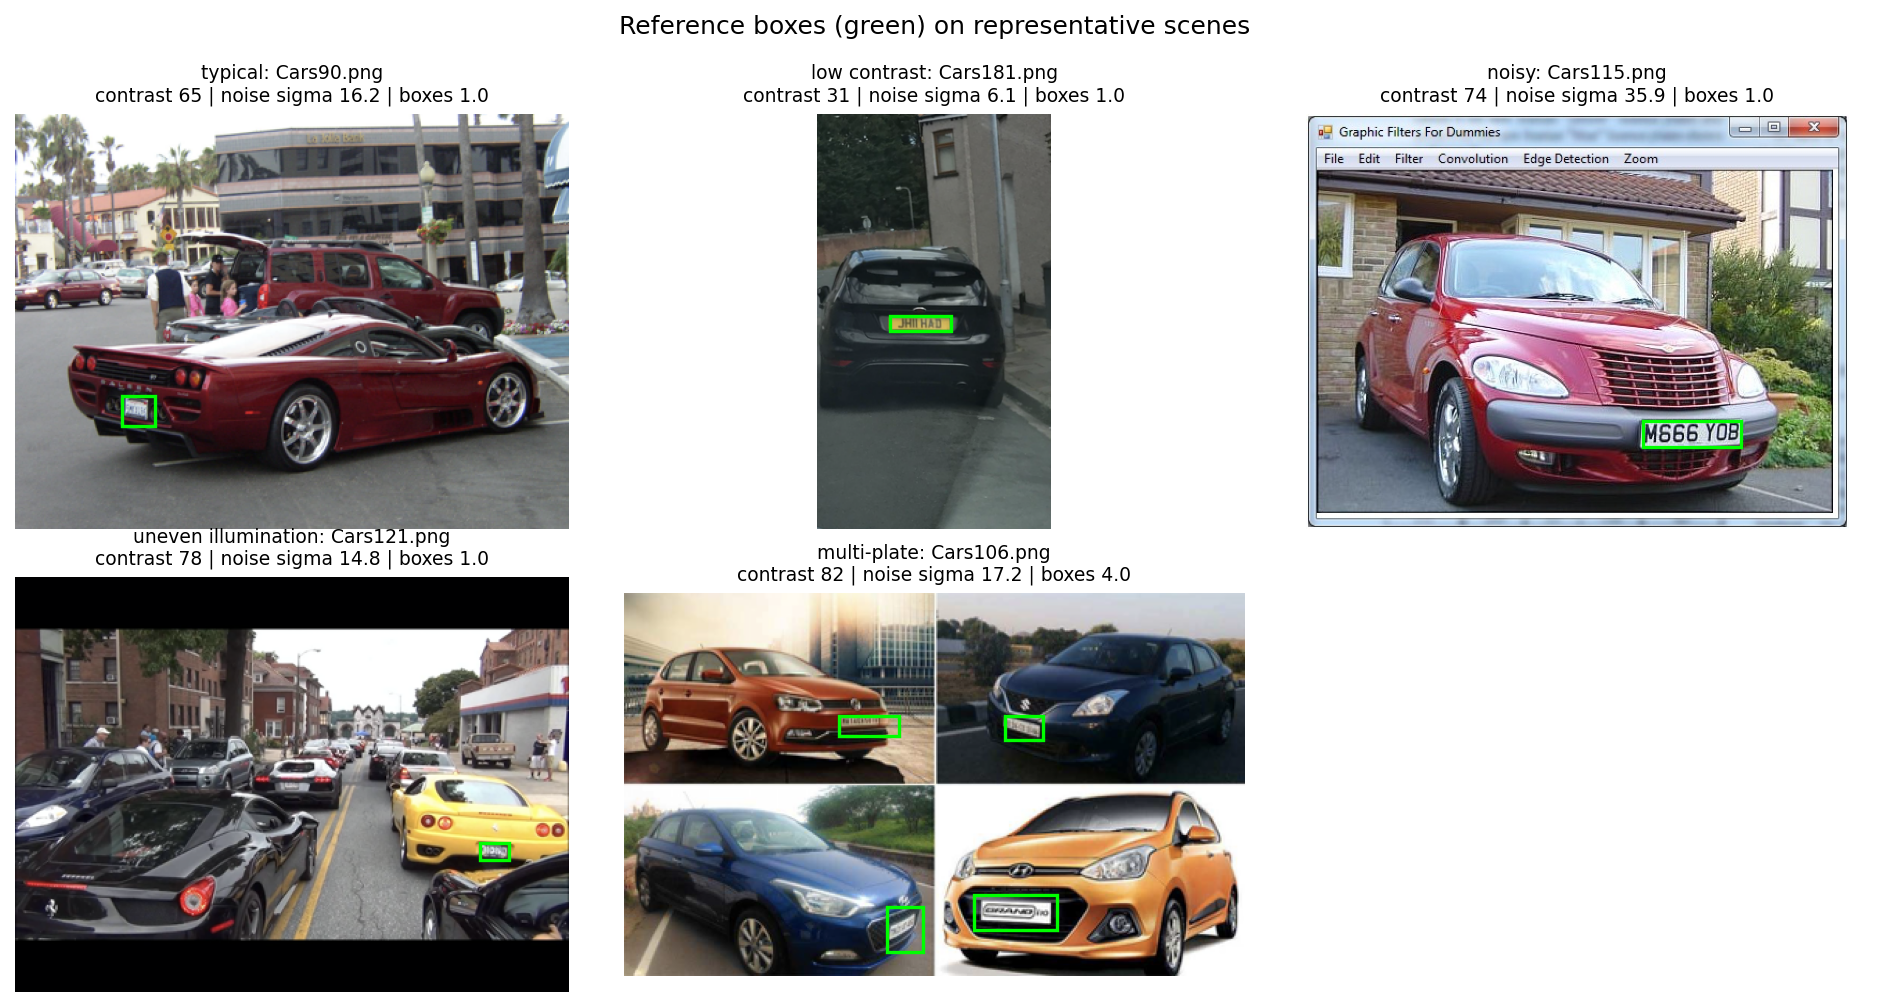 Reference boxes (green) on representative scenes
typical: Cars90.png
contrast 65 | noise sigma 16.2 | boxes 1.0
low contrast: Cars181.png
contrast 31 | noise sigma 6.1 | boxes 1.0
JH11 HAD
noisy: Cars115.png
contrast 74 | noise sigma 35.9 | boxes 1.0
Graphic Filters For Dummies
File Edit Filter Convolution Edge Detection Zoom
M666 YOB
uneven illumination: Cars121.png
contrast 78 | noise sigma 14.8 | boxes 1.0
multi-plate: Cars106.png
contrast 82 | noise sigma 17.2 | boxes 4.0
GRAND i10